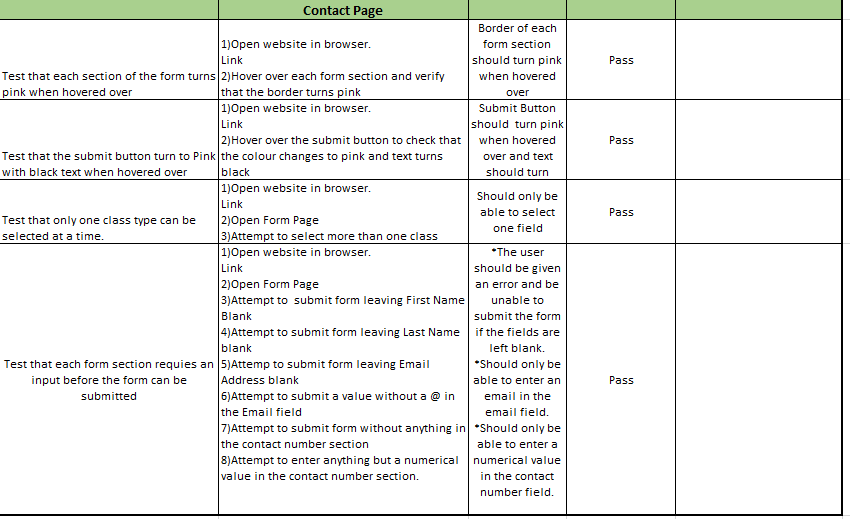 Contact Page
Test that each section of the form turns
pink when hovered over
1)Open website in browser.
Link
2)Hover over each form section and verify
that the border turns pink
Border of each
form section
should turn pink
when hovered
over
Pass
Test that the submit button turn to Pink
with black text when hovered over
1)Open website in browser.
Link
2)Hover over the submit button to check that
the colour changes to pink and text turns
black
Submit Button
should turn pink
when hovered
over and text
should turn
Pass
Test that only one class type can be
selected at a time.
1)Open website in browser.
Link
2)Open Form Page
3)Attempt to select more than one class
Should only be
able to select
one field
Pass
Test that each form section requies an
input before the form can be
submitted
1)Open website in browser.
Link
2)Open Form Page
3)Attempt to submit form leaving First Name
Blank
4)Attempt to submit form leaving Last Name
blank
5)Attemp to submit form leaving Email
Address blank
6)Attempt to submit a value without a @ in
the Email field
7)Attempt to submit form without anything in
the contact number section
8)Attempt to enter anything but a numerical
value in the contact number section.
*The user
should be given
an error and be
unable to
submit the form
if the fields are
left blank.
*Should only be
able to enter an
email in the
email field.
*Should only be
able to enter a
numerical value
in the contact
number field.
Pass